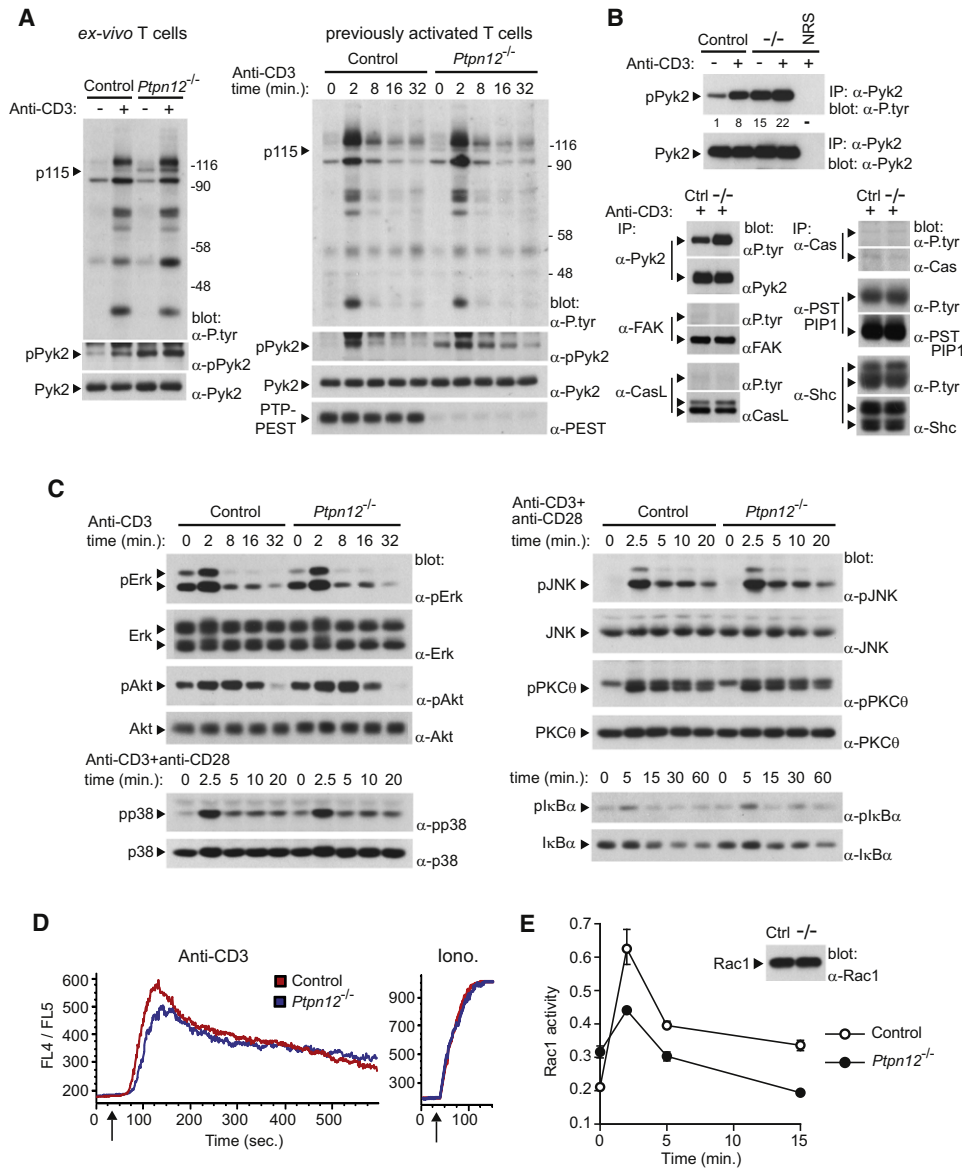 A
ex-vivo T cells
Control Ptpn12-/-
Anti-CD3: - + - +
p115
-116
-90
-58
-48
blot:
α-P.tyr
pPyk2
α-pPyk2
Pyk2
α-Pyk2
previously activated T cells
Anti-CD3
time (min.):
Control Ptpn12-/-
0 2 8 16 32 0 2 8 16 32
p115
-116
-90
- 58
- 48
blot:
α-P.tyr
pPyk2
α-pPyk2
Pyk2
α-Pyk2
PTP-
PEST
α-PEST
B
Control -/- NRS
Anti-CD3: - + - + +
pPyk2
IP: α-Pyk2
blot: α-P.tyr
1 8 15 22 -
Pyk2
IP: α-Pyk2
blot: α-Pyk2
Ctrl -/-
Anti-CD3: + +
IP:
blot:
α-Pyk2
αP.tyr
αPyk2
α-FAK
αP.tyr
αFAK
α-CasL
αP.tyr
αCasL
Ctrl -/-
+ +
IP:
α-Cas
blot:
α-P.tyr
α-Cas
α-PST
PIP1
α-P.tyr
α-PST
PIP1
α-Shc
α-P.tyr
α-Shc
C
Anti-CD3
time (min.):
Control Ptpn12-/-
0 2 8 16 32 0 2 8 16 32
blot:
pErk
α-pErk
Erk
α-Erk
pAkt
α-pAkt
Akt
α-Akt
Anti-CD3+anti-CD28
time (min.): 0 2.5 5 10 20 0 2.5 5 10 20
pp38
α-pp38
p38
α-p38
Anti-CD3+
anti-CD28
time (min.):
Control Ptpn12-/-
0 2.5 5 10 20 0 2.5 5 10 20
blot:
pJNK
α-pJNK
JNK
α-JNK
pPKCθ
α-pPKCθ
PKCθ
α-PKCθ
time (min.): 0 5 15 30 60 0 5 15 30 60
pIκBα
α-pIκBα
IκBα
α-IκBα
D
Anti-CD3
Control
Ptpn12-/-
FL4 / FL5
600
500
400
300
200
0 100 200 300 400 500
Time (sec.)
Iono.
900
700
500
300
0 100
E
Rac1 activity
0.7
0.6
0.5
0.4
0.3
0.2
0.1
0 5 10 15
Time (min.)
Ctrl -/-
Rac1
blot:
α-Rac1
Control
Ptpn12-/-